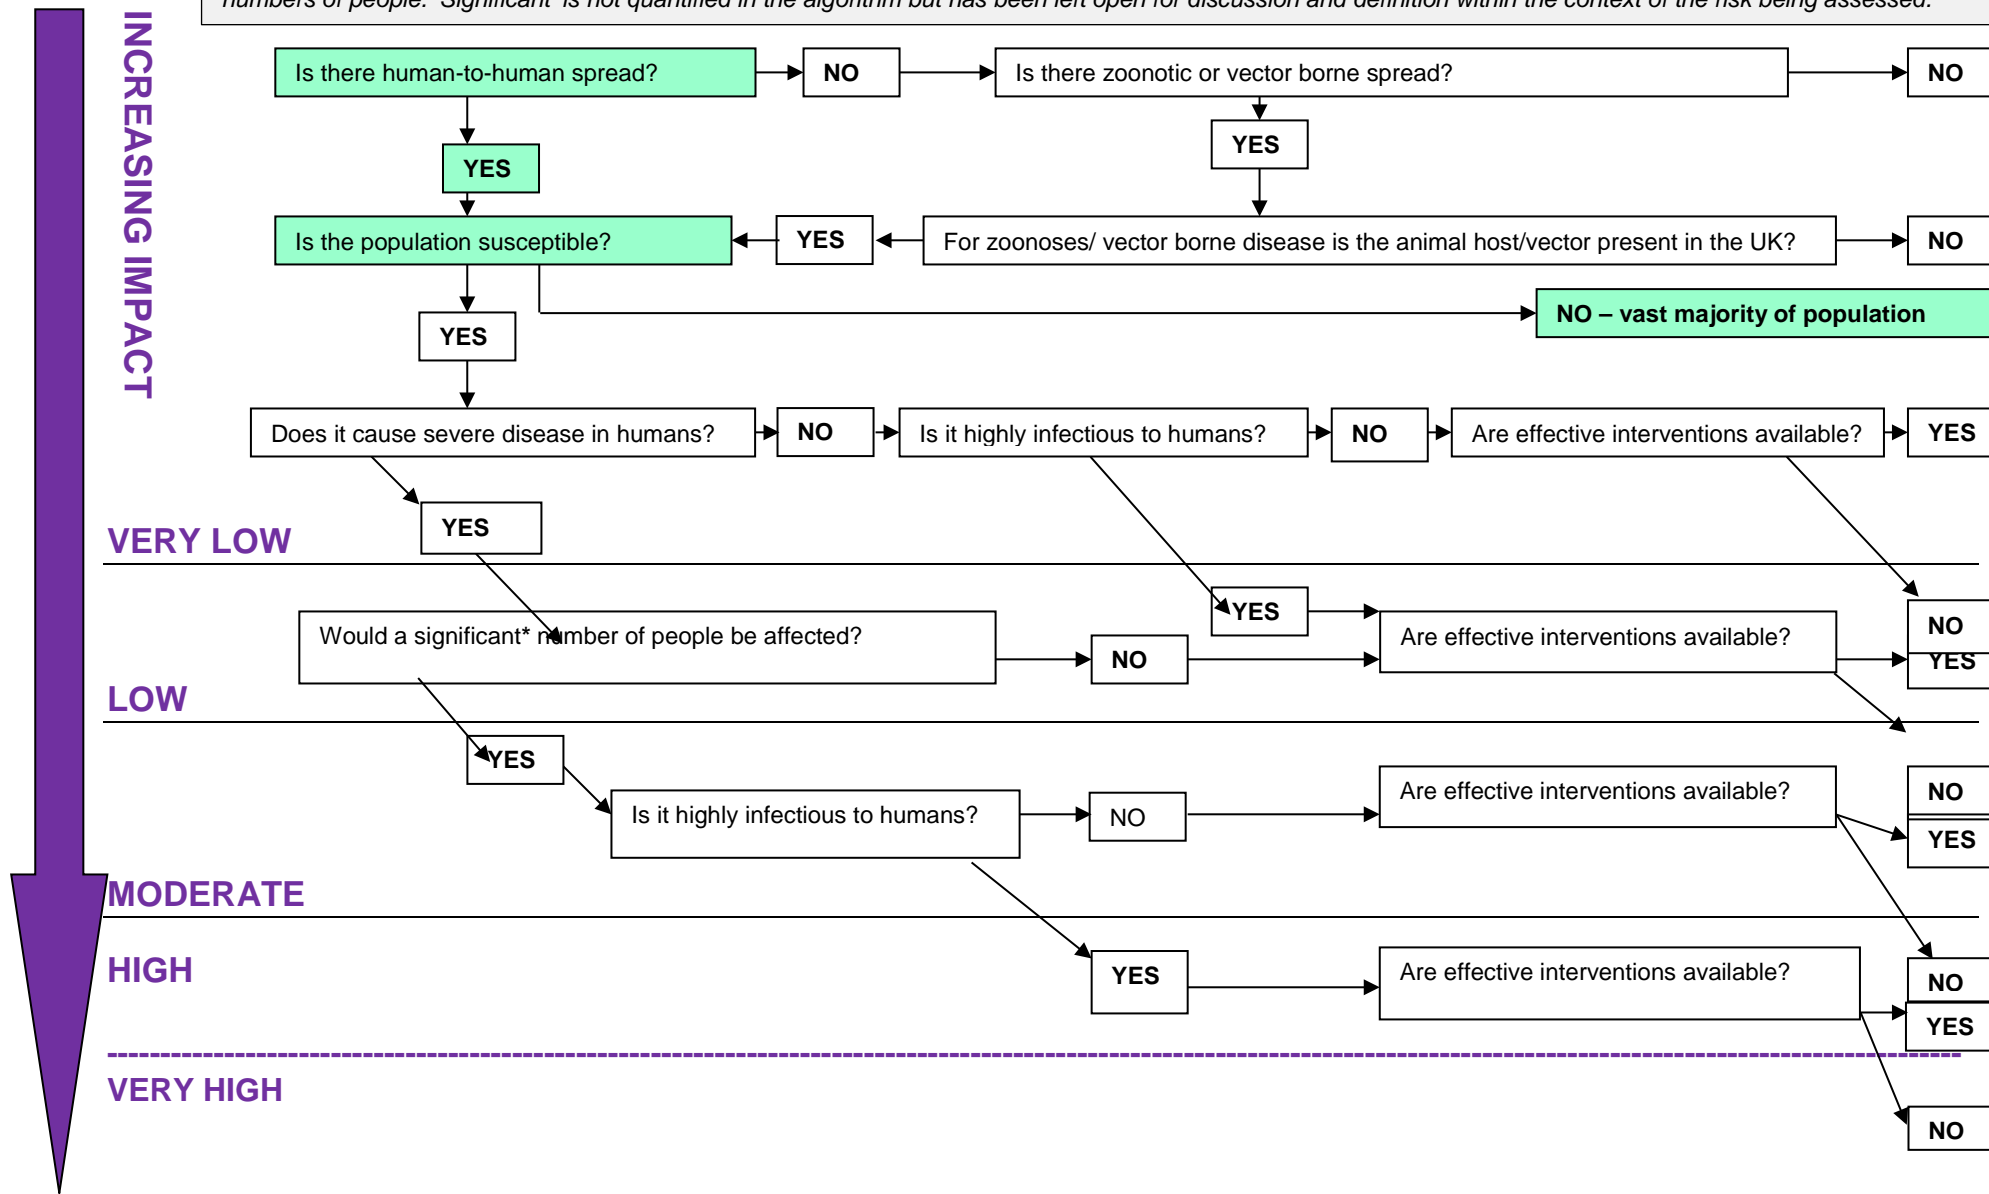 numbers of people. 'Significant' is not quantified in the algorithm but has been left open for discussion and definition within the context of the risk being assessed.
INCREASING IMPACT
Is there human-to-human spread?
NO
Is there zoonotic or vector borne spread?
NO
YES
YES
Is the population susceptible?
YES
For zoonoses/ vector borne disease is the animal host/vector present in the UK?
NO
NO – vast majority of population
YES
Does it cause severe disease in humans?
NO
Is it highly infectious to humans?
NO
Are effective interventions available?
YES
YES
VERY LOW
YES
Would a significant* number of people be affected?
NO
Are effective interventions available?
NO
YES
LOW
YES
Is it highly infectious to humans?
NO
Are effective interventions available?
NO
YES
MODERATE
HIGH
YES
Are effective interventions available?
NO
YES
VERY HIGH
NO